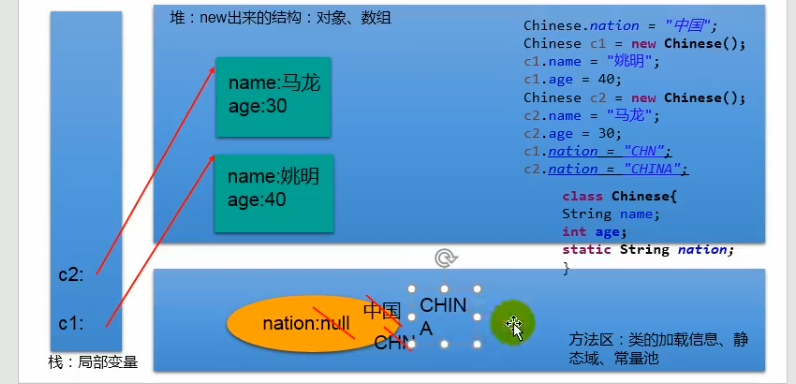 堆：new出来的结构：对象、数组
Chinese.nation = "中国";
Chinese c1 = new Chinese();
c1.name = "姚明";
c1.age = 40;
Chinese c2 = new Chinese();
c2.name = "马龙";
c2.age = 30;
c1.nation = "CHN";
c2.nation = "CHINA";
class Chinese{
String name;
int age;
static String nation;
}
name:马龙
age:30
name:姚明
age:40
c2:
c1:
栈：局部变量
nation:null
中国
CHN
CHIN
A
方法区：类的加载信息、静
态域、常量池